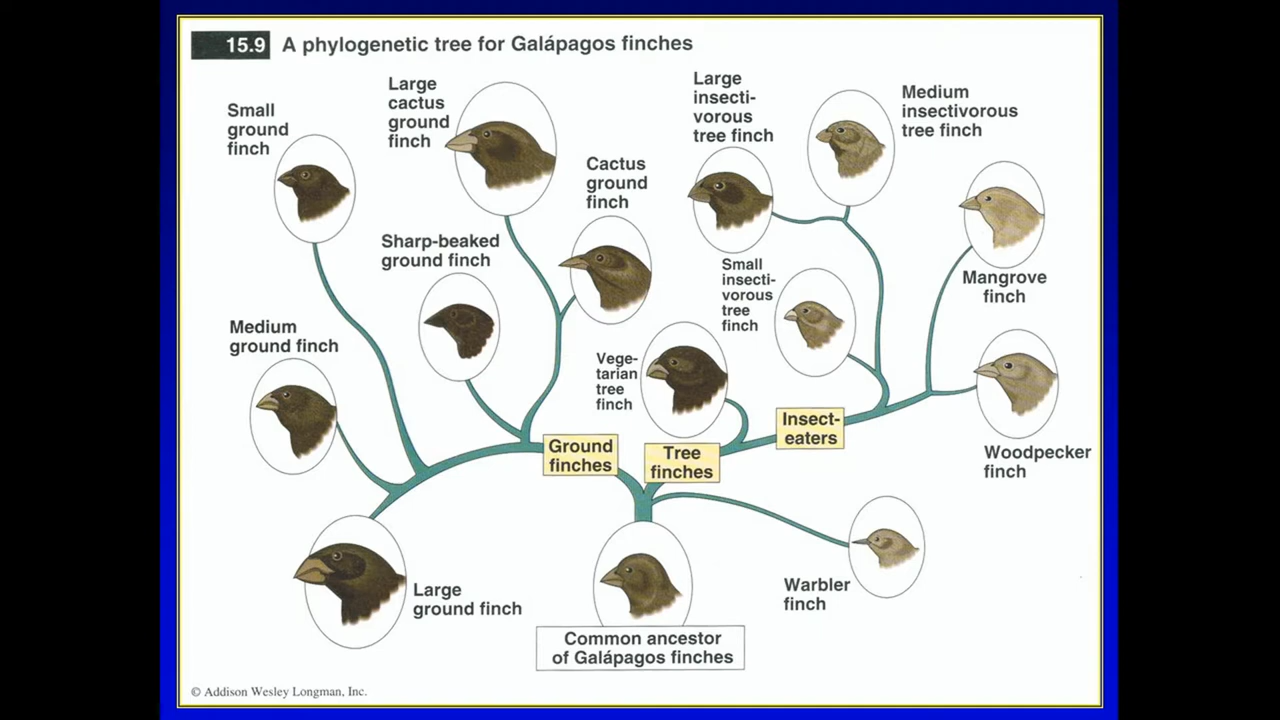 15.9 A phylogenetic tree for Galápagos finches
Small
ground
finch
Large
cactus
ground
finch
Cactus
ground
finch
Large
insecti-
vorous
tree finch
Medium
insectivorous
tree finch
Sharp-beaked
ground finch
Small
insecti-
vorous
tree
finch
Mangrove
finch
Medium
ground finch
Vege-
tarian
tree
finch
Insect-
eaters
Ground
finches
Tree
finches
Woodpecker
finch
Large
ground finch
Warbler
finch
Common ancestor
of Galápagos finches
© Addison Wesley Longman, Inc.